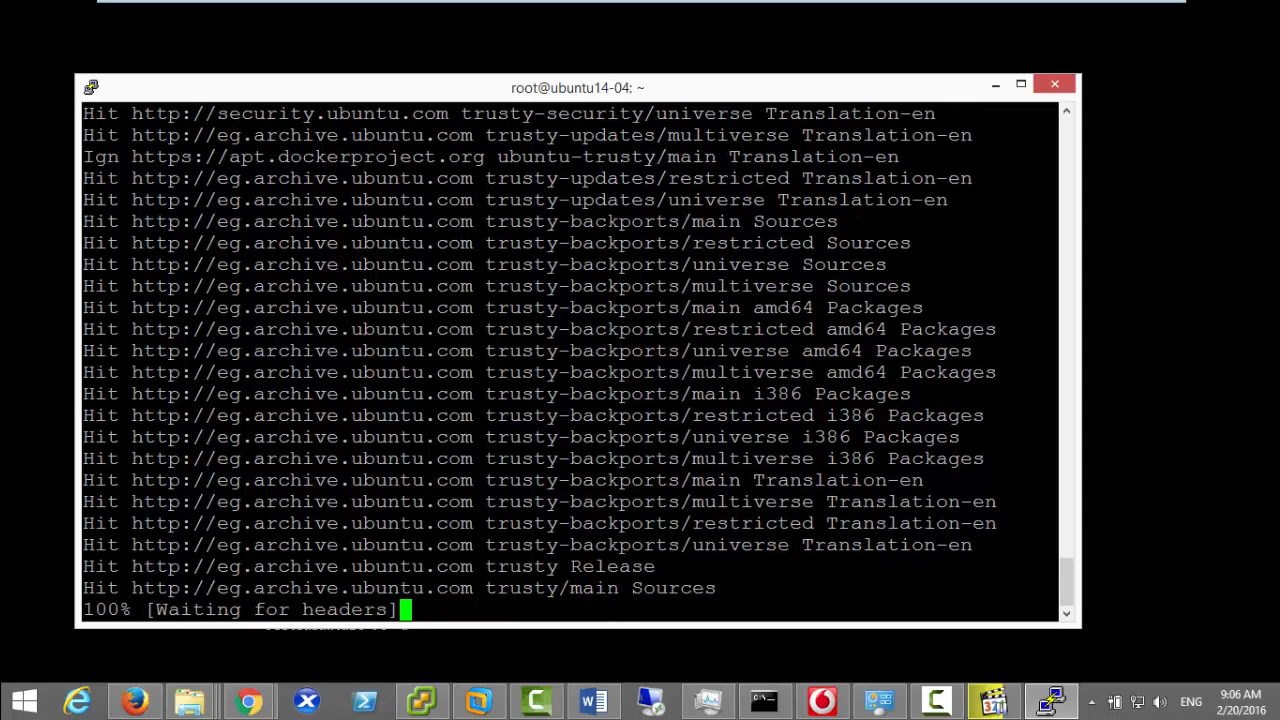 root@ubuntu14-04: ~
Hit http://security.ubuntu.com trusty-security/universe Translation-en
Hit http://eg.archive.ubuntu.com trusty-updates/multiverse Translation-en
Ign https://apt.dockerproject.org ubuntu-trusty/main Translation-en
Hit http://eg.archive.ubuntu.com trusty-updates/restricted Translation-en
Hit http://eg.archive.ubuntu.com trusty-updates/universe Translation-en
Hit http://eg.archive.ubuntu.com trusty-backports/main Sources
Hit http://eg.archive.ubuntu.com trusty-backports/restricted Sources
Hit http://eg.archive.ubuntu.com trusty-backports/universe Sources
Hit http://eg.archive.ubuntu.com trusty-backports/multiverse Sources
Hit http://eg.archive.ubuntu.com trusty-backports/main amd64 Packages
Hit http://eg.archive.ubuntu.com trusty-backports/restricted amd64 Packages
Hit http://eg.archive.ubuntu.com trusty-backports/universe amd64 Packages
Hit http://eg.archive.ubuntu.com trusty-backports/multiverse amd64 Packages
Hit http://eg.archive.ubuntu.com trusty-backports/main i386 Packages
Hit http://eg.archive.ubuntu.com trusty-backports/restricted i386 Packages
Hit http://eg.archive.ubuntu.com trusty-backports/universe i386 Packages
Hit http://eg.archive.ubuntu.com trusty-backports/multiverse i386 Packages
Hit http://eg.archive.ubuntu.com trusty-backports/main Translation-en
Hit http://eg.archive.ubuntu.com trusty-backports/multiverse Translation-en
Hit http://eg.archive.ubuntu.com trusty-backports/restricted Translation-en
Hit http://eg.archive.ubuntu.com trusty-backports/universe Translation-en
Hit http://eg.archive.ubuntu.com trusty Release
Hit http://eg.archive.ubuntu.com trusty/main Sources
100% [Waiting for headers]
ENG
9:06 AM
2/20/2016